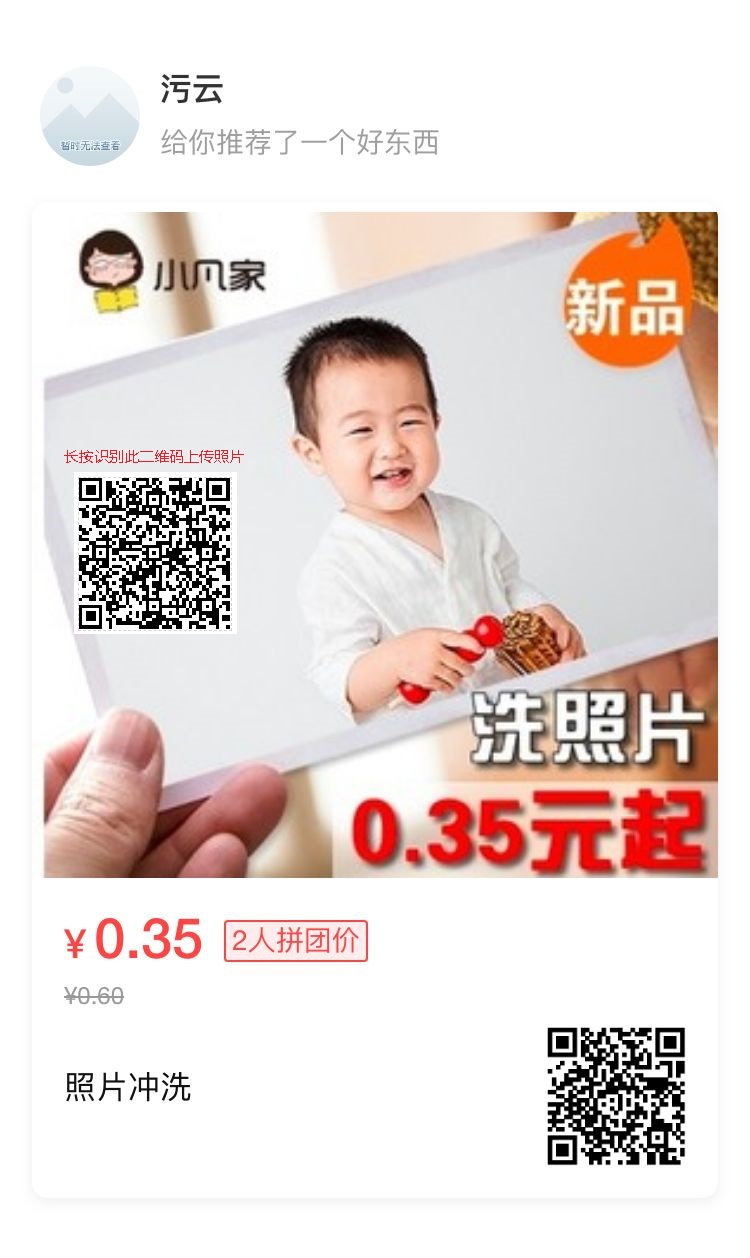 暂时无法查看
污云
给你推荐了一个好东西
小凡家
新品
长按识别此二维码上传照片
洗照片
0.35元起
¥0.35 2人拼团价
¥0.60
照片冲洗